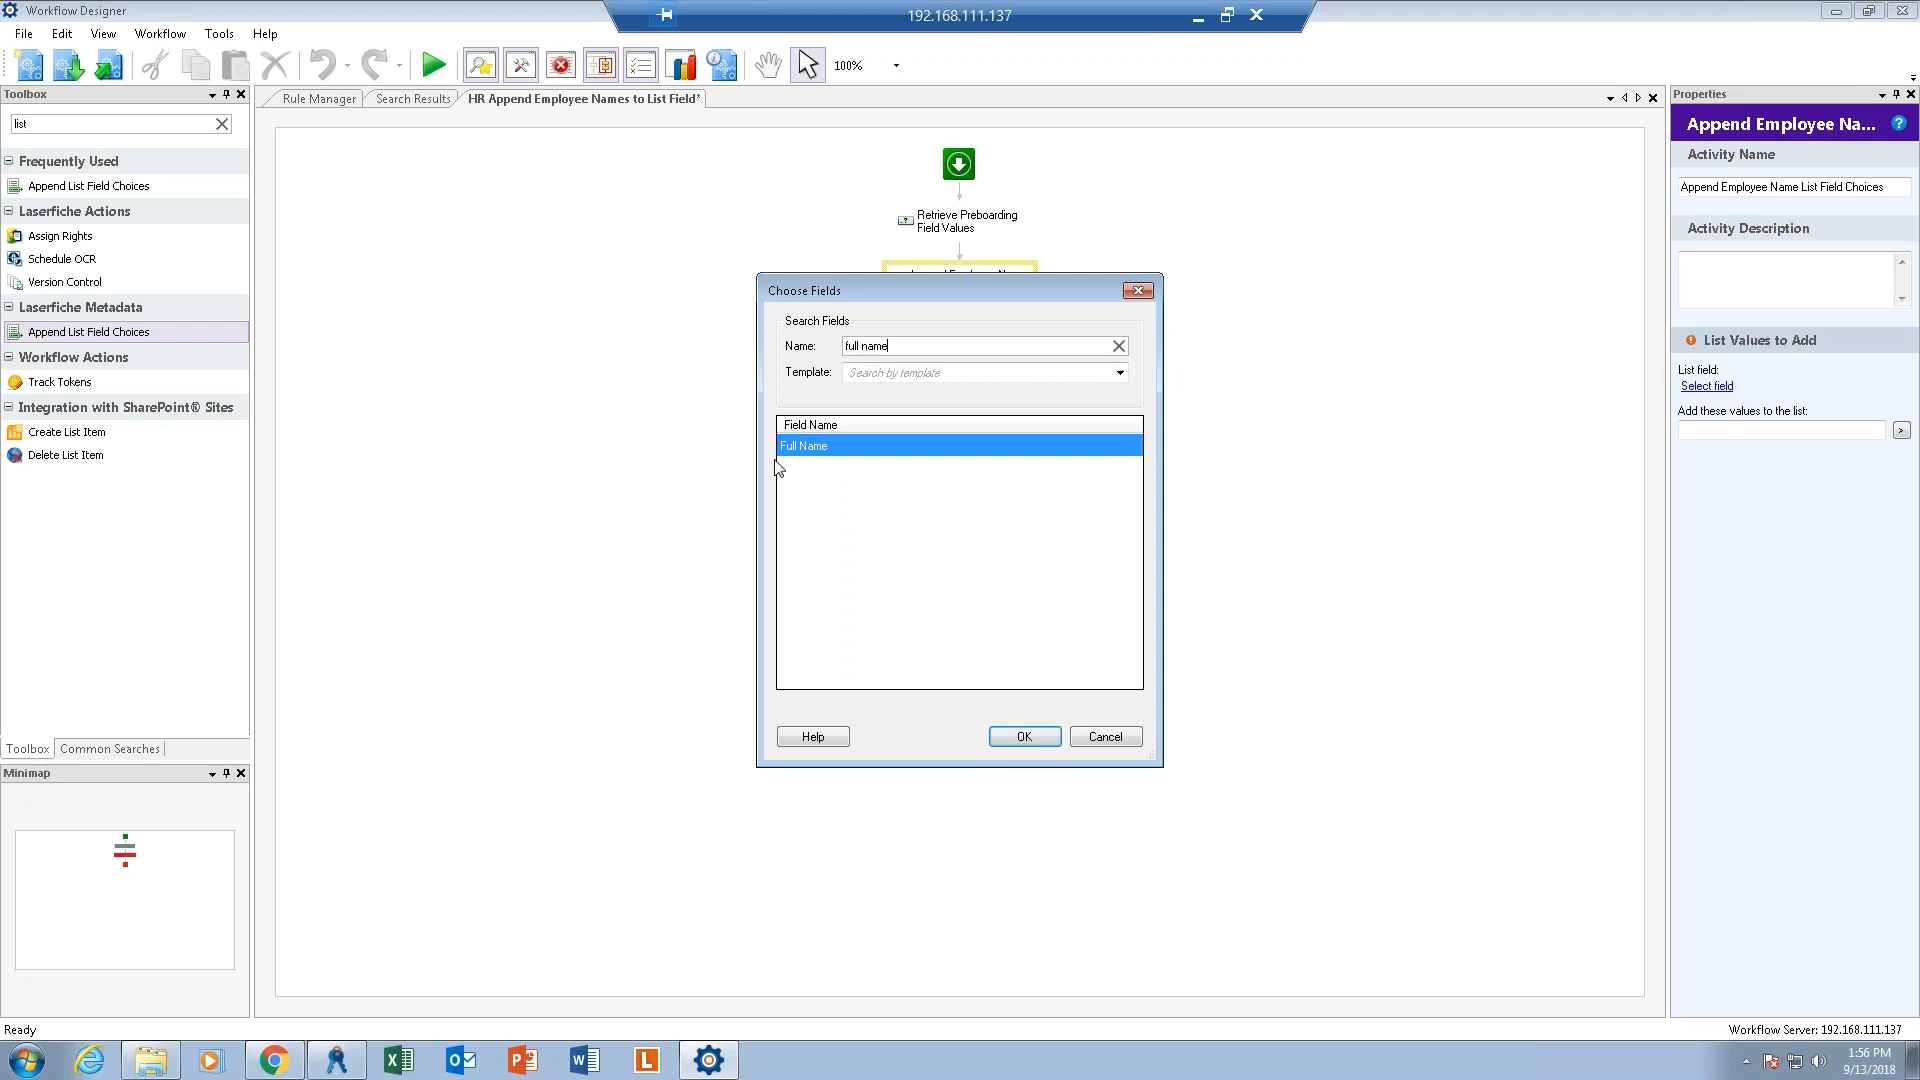 Workflow Designer
192.168.111.137
File Edit View Workflow Tools Help
100%
Toolbox
list
Frequently Used
Append List Field Choices
Laserfiche Actions
Assign Rights
Schedule OCR
Version Control
Laserfiche Metadata
Append List Field Choices
Workflow Actions
Track Tokens
Integration with SharePoint® Sites
Create List Item
Delete List Item
Toolbox Common Searches
Minimap
Rule Manager Search Results HR Append Employee Names to List Field*
Retrieve Preboarding
Field Values
Choose Fields
Search Fields
Name: full name
Template: Search by template
Field Name
Full Name
Help OK Cancel
Properties
Append Employee Na... ?
Activity Name
Append Employee Name List Field Choices
Activity Description
List Values to Add
List field:
Select field
Add these values to the list:
>
Ready
Workflow Server: 192.168.111.137
1:56 PM
9/13/2018